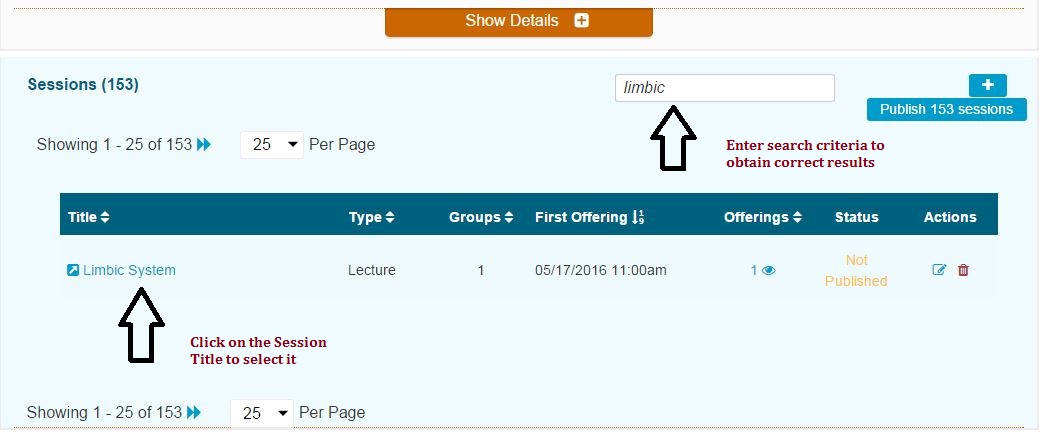 Show Details
Sessions (153)
limbic
Publish 153 sessions
Showing 1 - 25 of 153
25
Per Page
Enter search criteria to
obtain correct results
Title Type Groups First Offering Offerings Status Actions
Limbic System Lecture 1 05/17/2016 11:00am 1 Not
Published
Click on the Session
Title to select it
Showing 1 - 25 of 153
25
Per Page